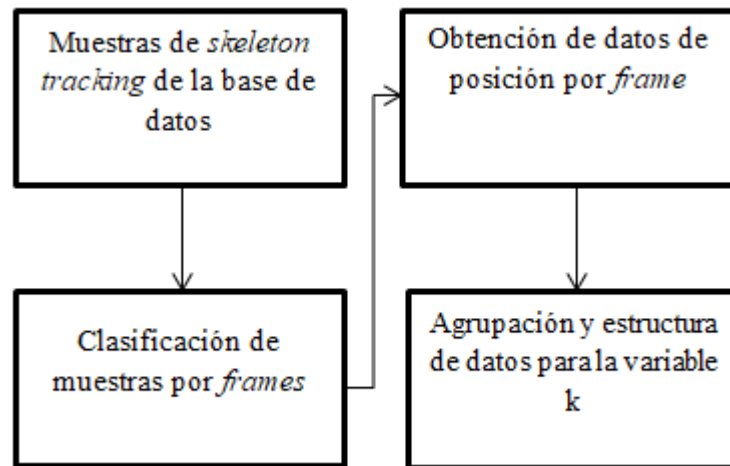 Muestras de skeleton
tracking de la base de
datos
Clasificación de
muestras por frames
Obtención de datos de
posición por frame
Agrupación y estructura
de datos para la variable
k